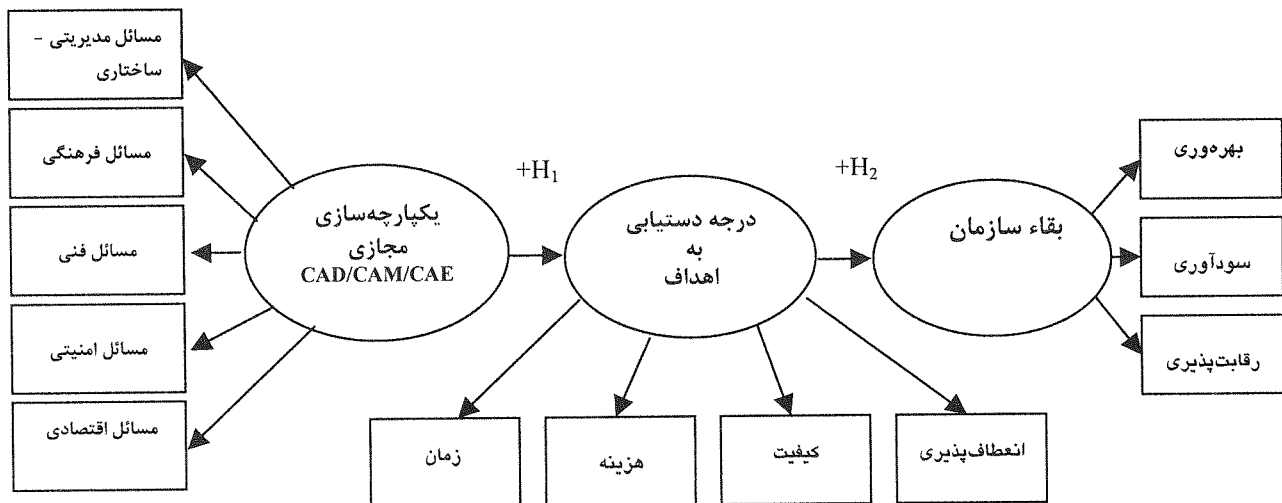 مسائل مدیریتی –
ساختاری
مسائل فرهنگی
مسائل فنی
مسائل امنیتی
مسائل اقتصادی
یکپارچه‌سازی
مجازی
CAD/CAM/CAE
+H₁
درجه دستیابی
به
اهداف
+H₂
بقاء سازمان
بهره‌وری
سودآوری
رقابت‌پذیری
زمان
هزینه
کیفیت
انعطاف‌پذیری